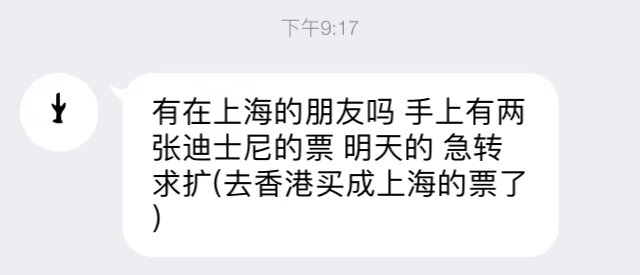 下午9:17
有在上海的朋友吗 手上有两
张迪士尼的票 明天的 急转
求扩(去香港买成上海的票了
)